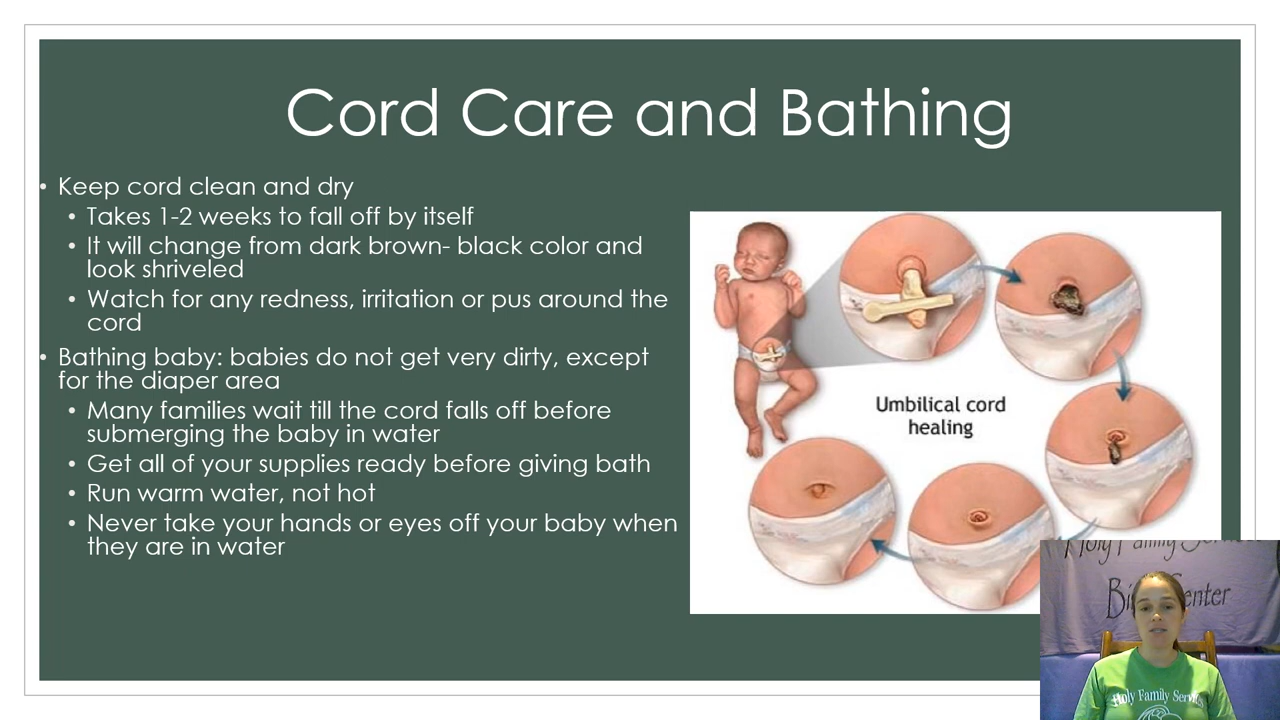 Cord Care and Bathing
• Keep cord clean and dry
• Takes 1-2 weeks to fall off by itself
• It will change from dark brown- black color and
look shriveled
• Watch for any redness, irritation or pus around the
cord
• Bathing baby: babies do not get very dirty, except
for the diaper area
• Many families wait till the cord falls off before
submerging the baby in water
• Get all of your supplies ready before giving bath
• Run warm water, not hot
• Never take your hands or eyes off your baby when
they are in water
Umbilical cord
healing
Holy Family
Center
Holy Family